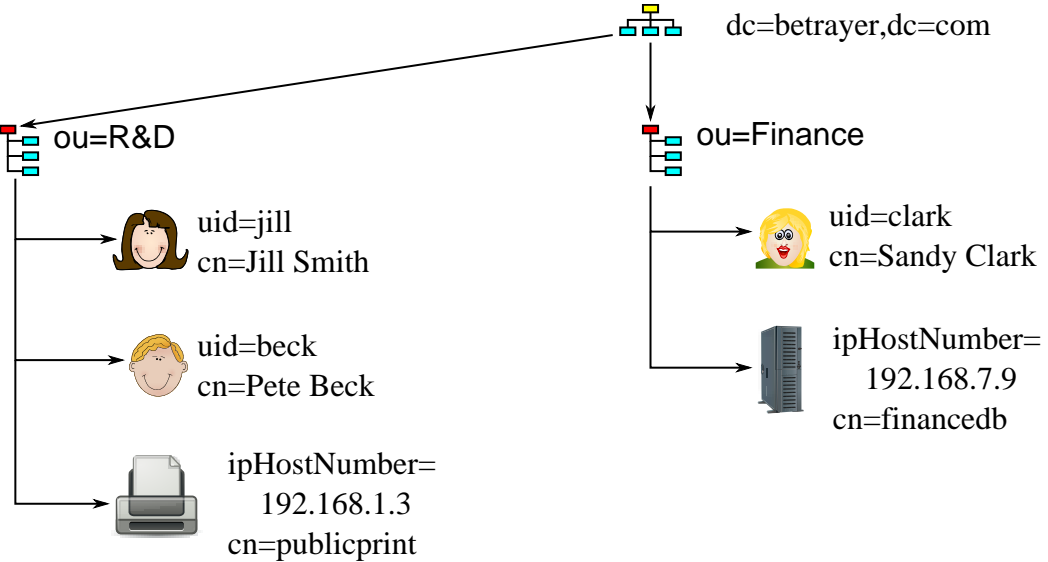 dc=betrayer,dc=com
ou=R&D
uid=jill
cn=Jill Smith
uid=beck
cn=Pete Beck
ipHostNumber=
192.168.1.3
cn=publicprint
ou=Finance
uid=clark
cn=Sandy Clark
ipHostNumber=
192.168.7.9
cn=financedb